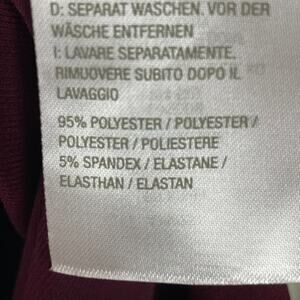 D: SEPARAT WASCHEN. VOR DER
WÄSCHE ENTFERNEN
I: LAVARE SEPARATAMENTE.
RIMUOVERE SUBITO DOPO IL
LAVAGGIO
95% POLYESTER / POLYESTER /
POLYESTER / POLIESTERE
5% SPANDEX / ELASTANE /
ELASTHAN / ELASTAN